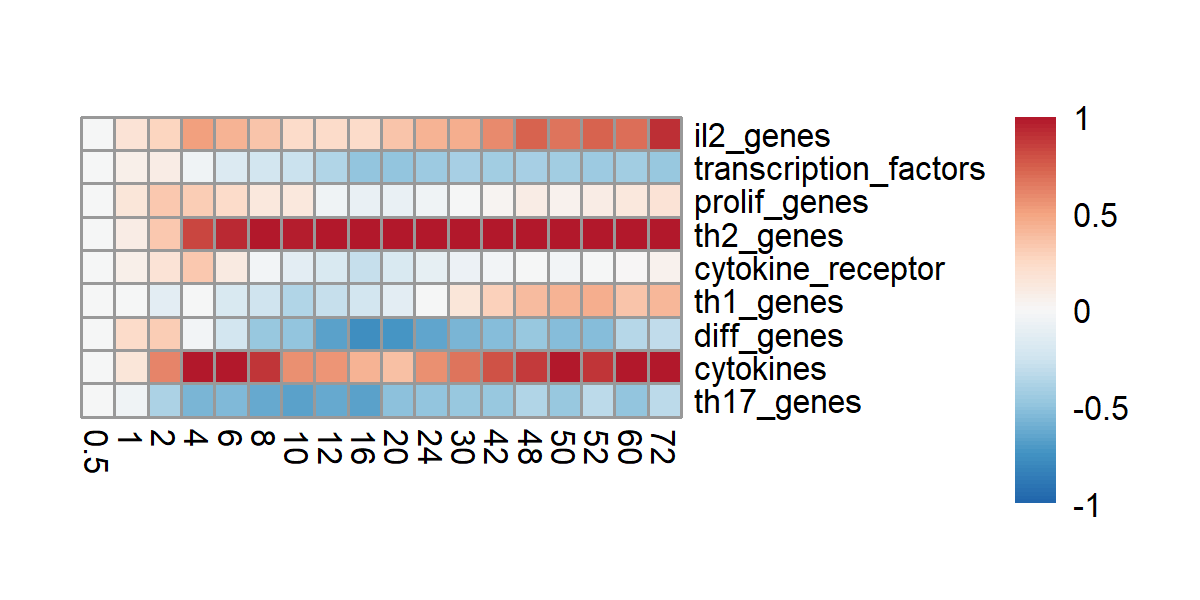 il2_genes
transcription_factors
prolif_genes
th2_genes
cytokine_receptor
th1_genes
diff_genes
cytokines
th17_genes
0.5 1 2 4 6 8 10 12 16 20 24 30 42 48 50 52 60 72
1
0.5
0
-0.5
-1